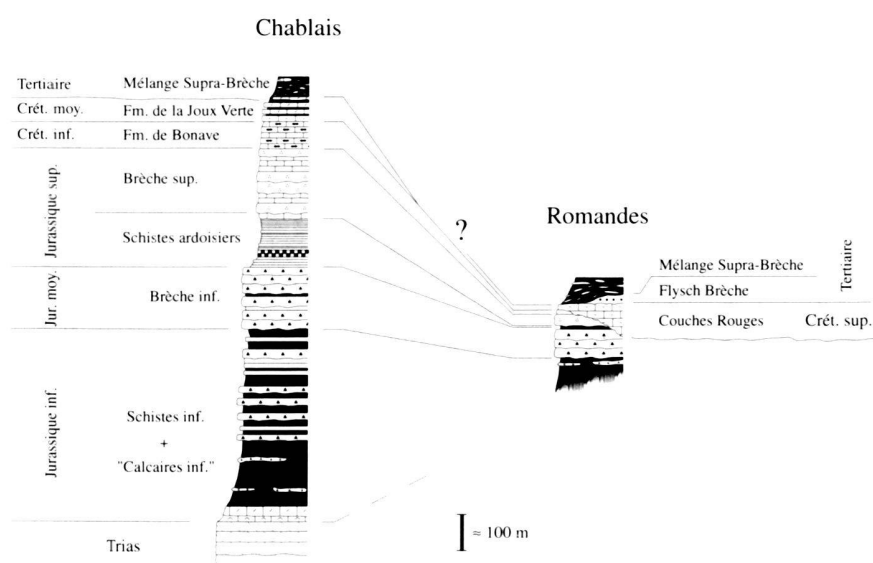 Chablais
Tertiaire Mélange Supra-Brèche
Crét. moy. Fm. de la Joux Verte
Crét. inf. Fm. de Bonave
Jurassique sup.
Brèche sup.
Schistes ardoisiers
Jur. moy.
Brèche inf.
Jurassique inf.
Schistes inf.
+
"Calcaires inf."
Trias
?
Romandes
Mélange Supra-Brèche
Flysch Brèche
Tertiaire
Couches Rouges Crét. sup.
≈ 100 m